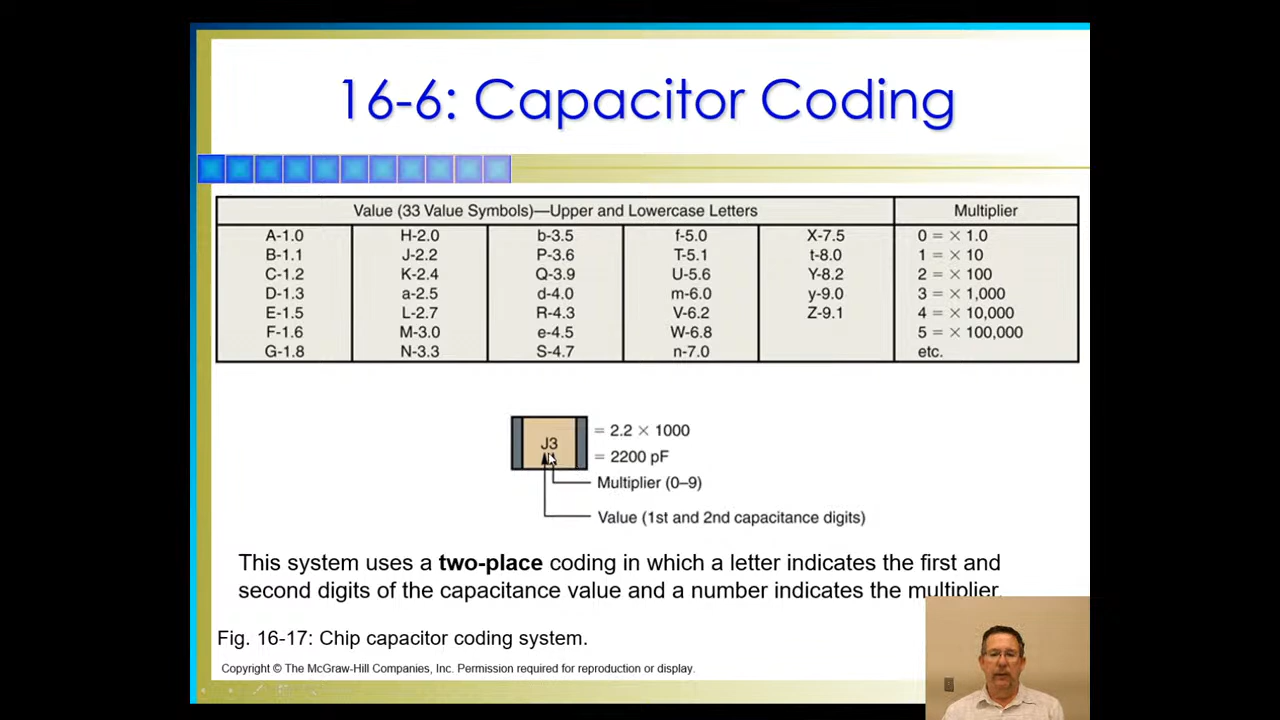 16-6: Capacitor Coding
Value (33 Value Symbols)—Upper and Lowercase Letters Multiplier
A-1.0 H-2.0 b-3.5 f-5.0 X-7.5 0 = × 1.0
B-1.1 J-2.2 P-3.6 T-5.1 t-8.0 1 = × 10
C-1.2 K-2.4 Q-3.9 U-5.6 Y-8.2 2 = × 100
D-1.3 a-2.5 d-4.0 m-6.0 y-9.0 3 = × 1,000
E-1.5 L-2.7 R-4.3 V-6.2 Z-9.1 4 = × 10,000
F-1.6 M-3.0 e-4.5 W-6.8 5 = × 100,000
G-1.8 N-3.3 S-4.7 n-7.0 etc.
J3 = 2.2 × 1000
= 2200 pF
Multiplier (0–9)
Value (1st and 2nd capacitance digits)
This system uses a two-place coding in which a letter indicates the first and
second digits of the capacitance value and a number indicates the multiplier.
Fig. 16-17: Chip capacitor coding system.
Copyright © The McGraw-Hill Companies, Inc. Permission required for reproduction or display.